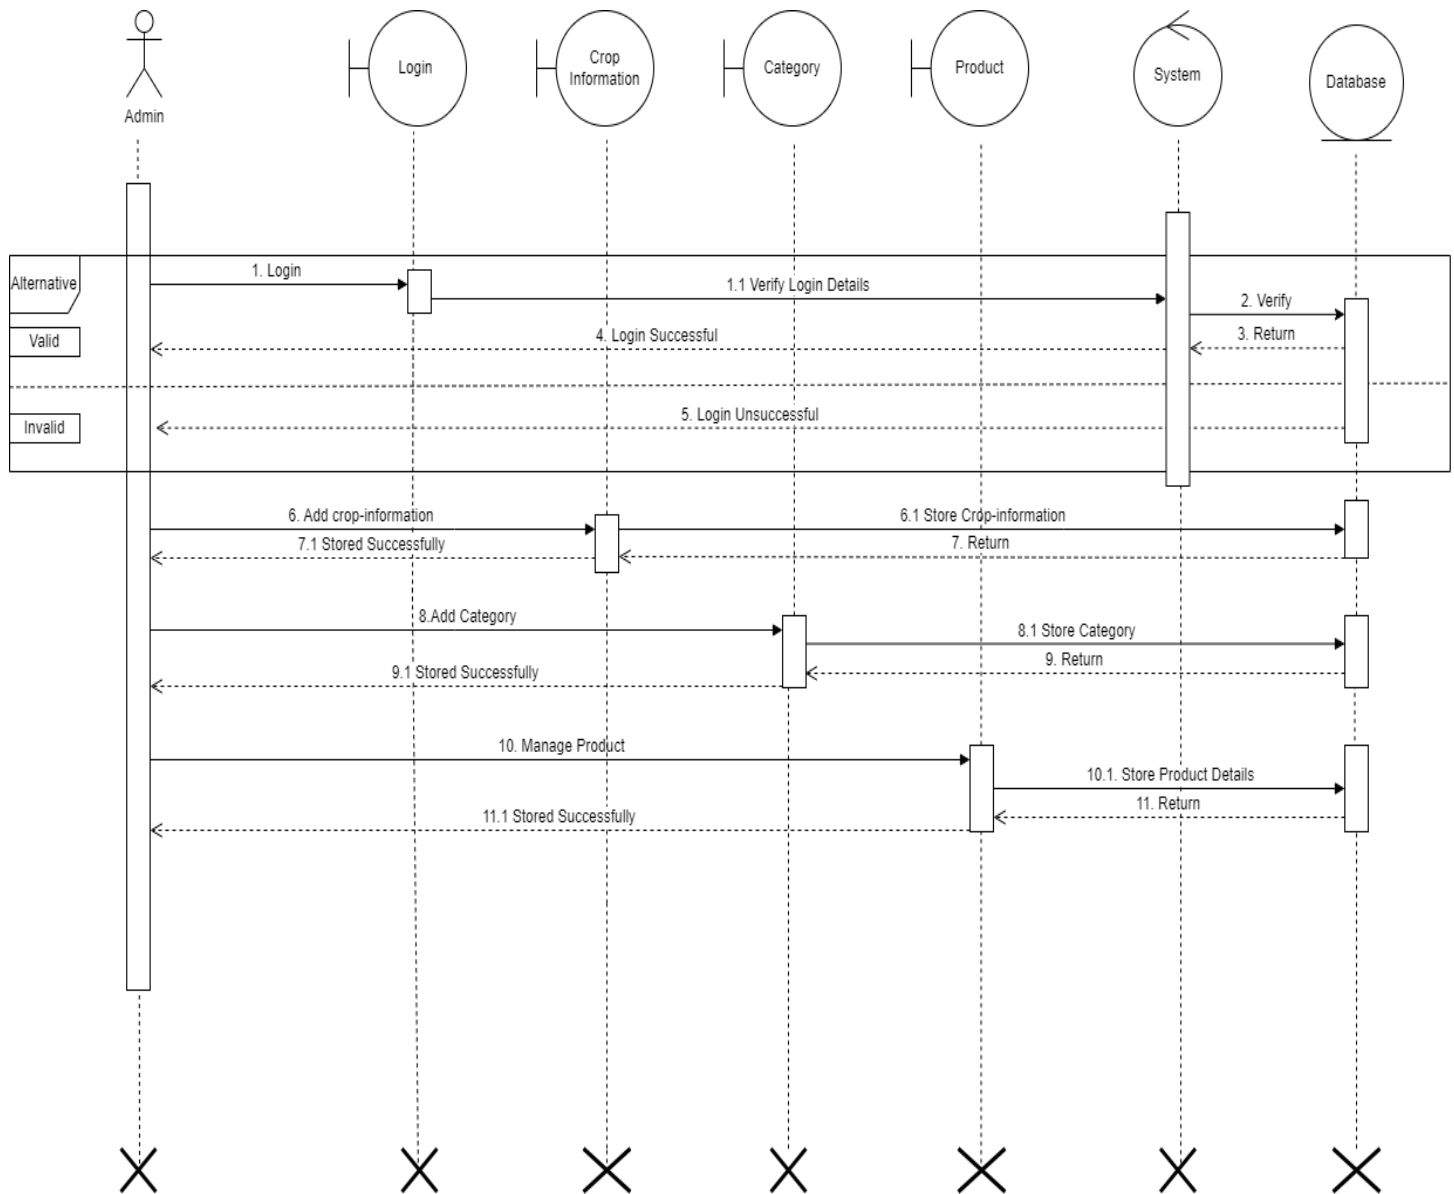 Admin
Login
Crop
Information
Category
Product
System
Database
Alternative
1. Login
1.1 Verify Login Details
2. Verify
Valid
4. Login Successful
3. Return
Invalid
5. Login Unsuccessful
6. Add crop-information
6.1 Store Crop-information
7.1 Stored Successfully
7. Return
8.Add Category
8.1 Store Category
9. Return
9.1 Stored Successfully
10. Manage Product
10.1. Store Product Details
11. Return
11.1 Stored Successfully